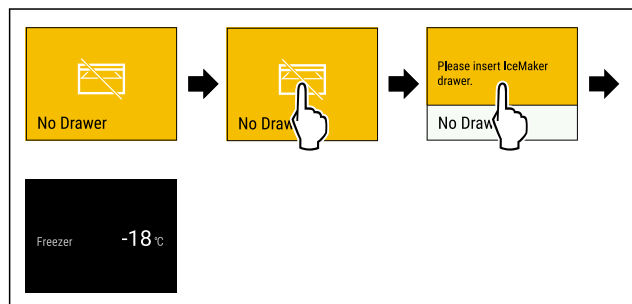 No Drawer
No Draw
Please insert IceMaker
drawer.
No Draw
Freezer -18 °C